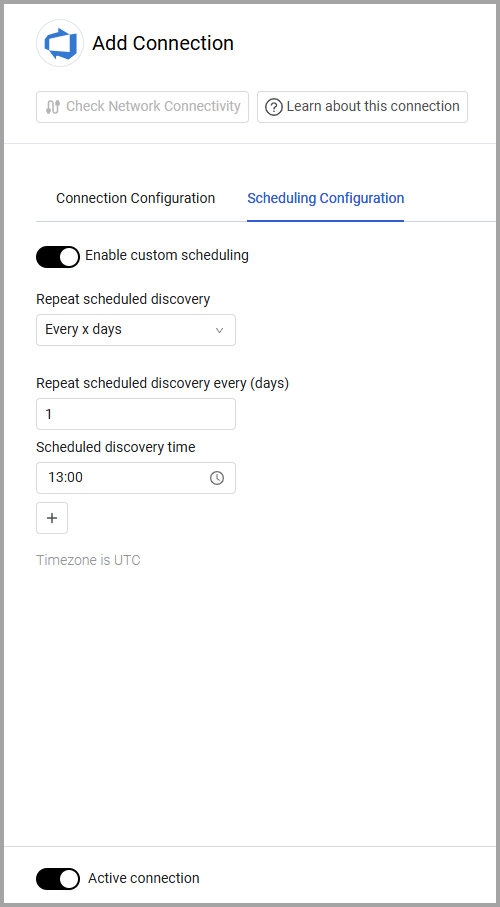 Add Connection
Check Network Connectivity
Learn about this connection
Connection Configuration
Scheduling Configuration
Enable custom scheduling
Repeat scheduled discovery
Every x days
Repeat scheduled discovery every (days)
1
Scheduled discovery time
13:00
+
Timezone is UTC
Active connection